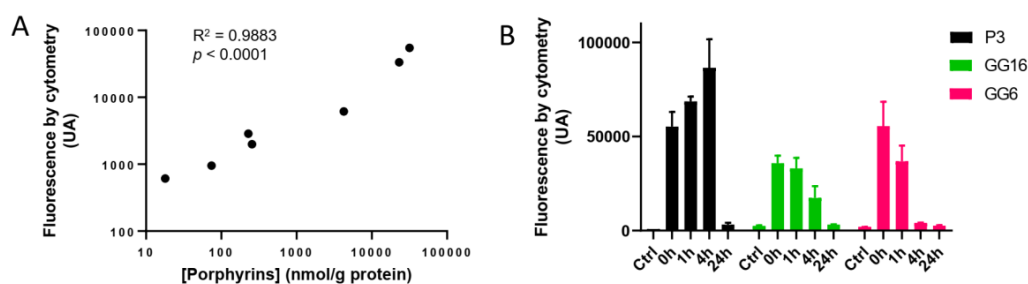 A
R² = 0.9883
p < 0.0001
Fluorescence by cytometry
(UA)
100000
10000
1000
100
10
100
1000
10000
100000
[Porphyrins] (nmol/g protein)
B
Fluorescence by cytometry
(UA)
100000
50000
0
P3
GG16
GG6
Ctrl 0h 1h 4h 24h Ctrl 0h 1h 4h 24h Ctrl 0h 1h 4h 24h